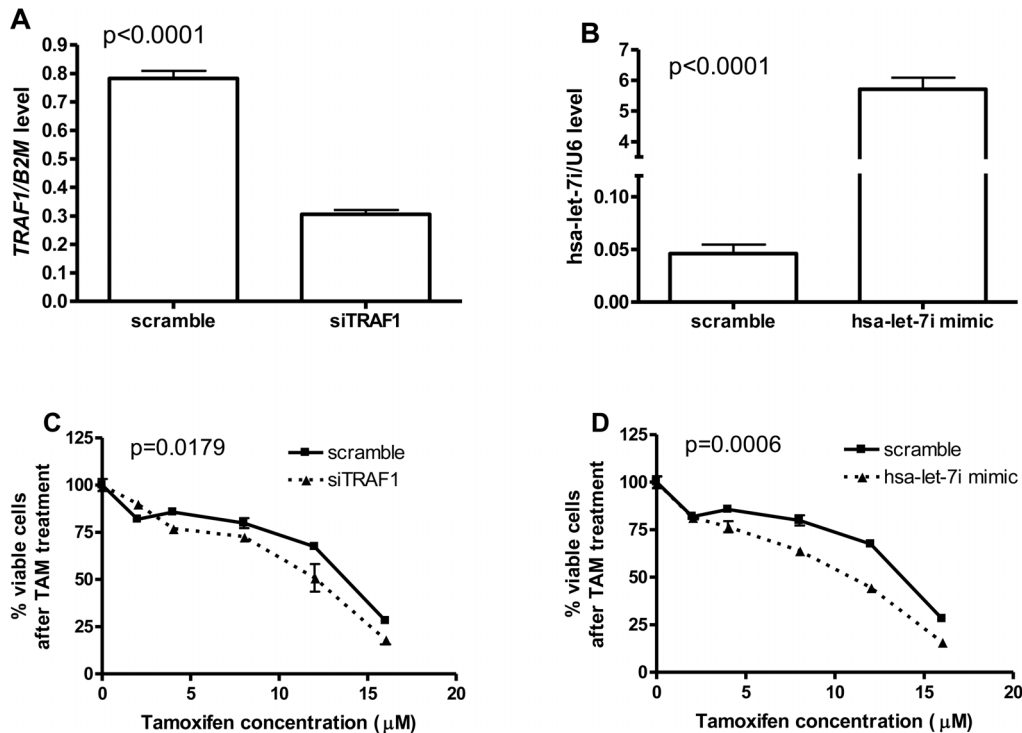 A
p<0.0001
TRAF1/B2M level
0.9
0.8
0.7
0.6
0.5
0.4
0.3
0.2
0.1
0.0
scramble siTRAF1
B
p<0.0001
hsa-let-7i/U6 level
7
6
5
4
0.10
0.05
0.00
scramble hsa-let-7i mimic
C
p=0.0179
scramble
siTRAF1
% viable cells
after TAM treatment
125
100
75
50
25
0
0 5 10 15 20
Tamoxifen concentration ( μM)
D
p=0.0006
scramble
hsa-let-7i mimic
% viable cells
after TAM treatment
125
100
75
50
25
0
0 5 10 15 20
Tamoxifen concentration ( μM)